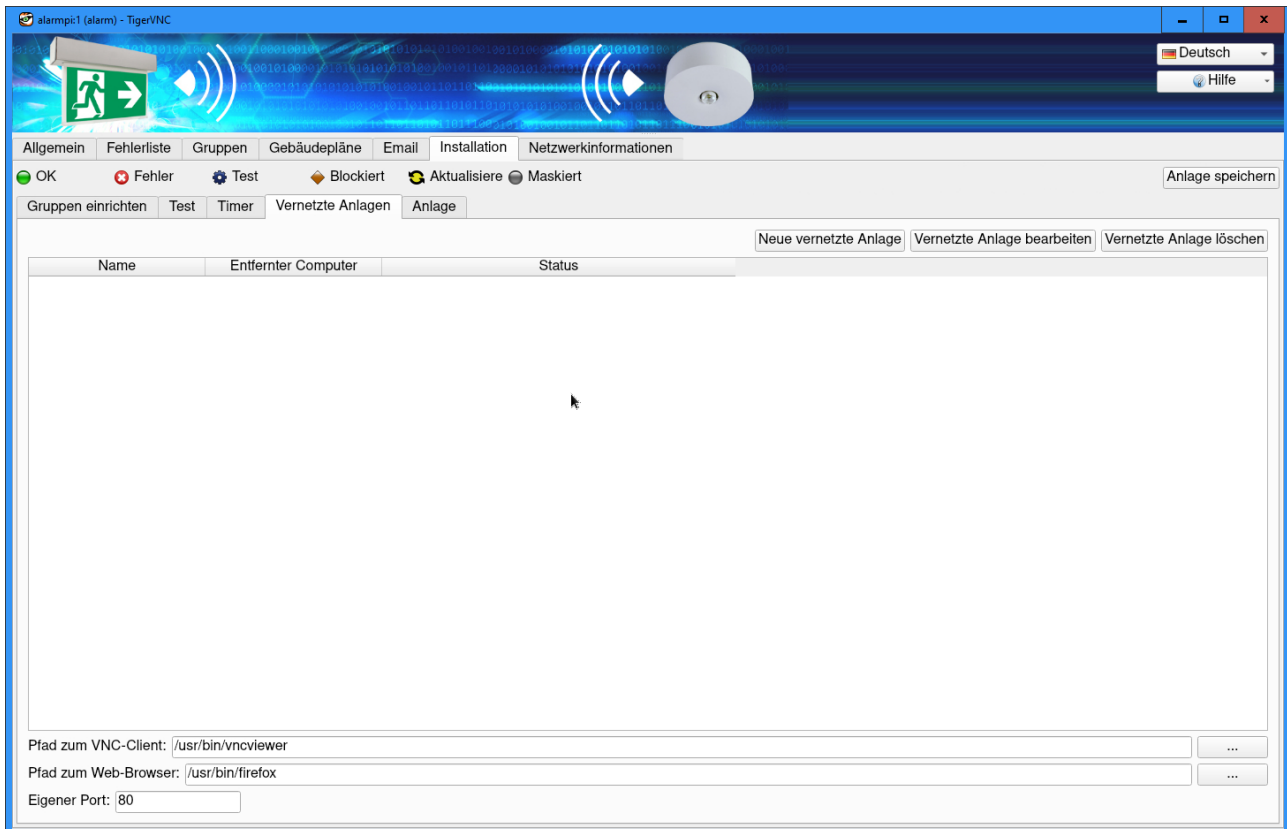 alarmpi:1 (alarm) - TigerVNC
Deutsch
Hilfe
Allgemein Fehlerliste Gruppen Gebäudepläne Email Installation Netzwerkinformationen
OK Fehler Test Blockiert Aktualisiere Maskiert Anlage speichern
Gruppen einrichten Test Timer Vernetzte Anlagen Anlage
Neue vernetzte Anlage Vernetzte Anlage bearbeiten Vernetzte Anlage löschen
Name Entfernter Computer Status
Pfad zum VNC-Client: /usr/bin/vncviewer ...
Pfad zum Web-Browser: /usr/bin/firefox ...
Eigener Port: 80